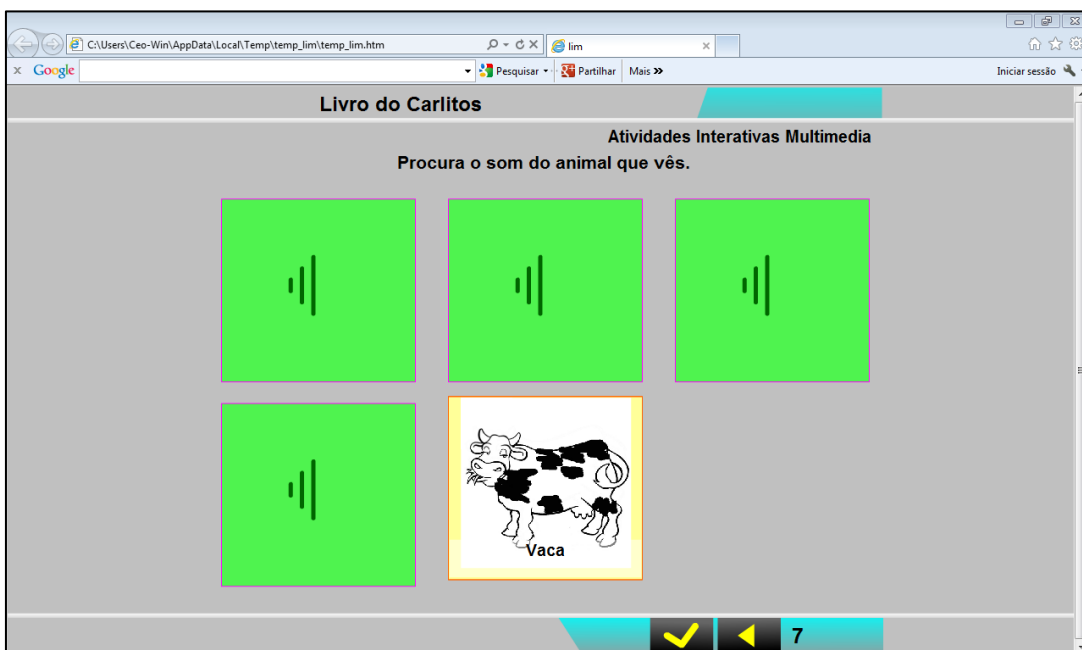 C:\Users\Ceo-Win\AppData\Local\Temp\temp_lim\temp_lim.htm
lim
x Google Pesquisar Partilhar Mais » Iniciar sessão
Livro do Carlitos
Atividades Interativas Multimedia
Procura o som do animal que vês.
Vaca
7